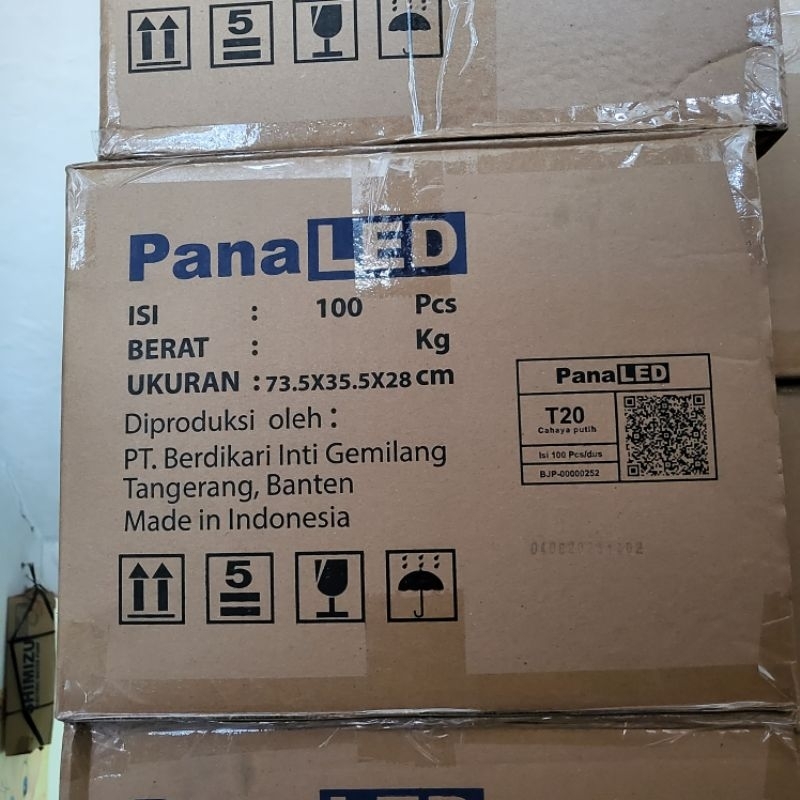 5
PanaLED
ISI : 100 Pcs
BERAT : Kg
UKURAN : 73.5X35.5X28 cm
Diproduksi oleh :
PT. Berdikari Inti Gemilang
Tangerang, Banten
Made in Indonesia
5
PanaLED
T20
Cahaya putih
Isi 100 Pcs/dus
BJP-00000252
SHIMIZU